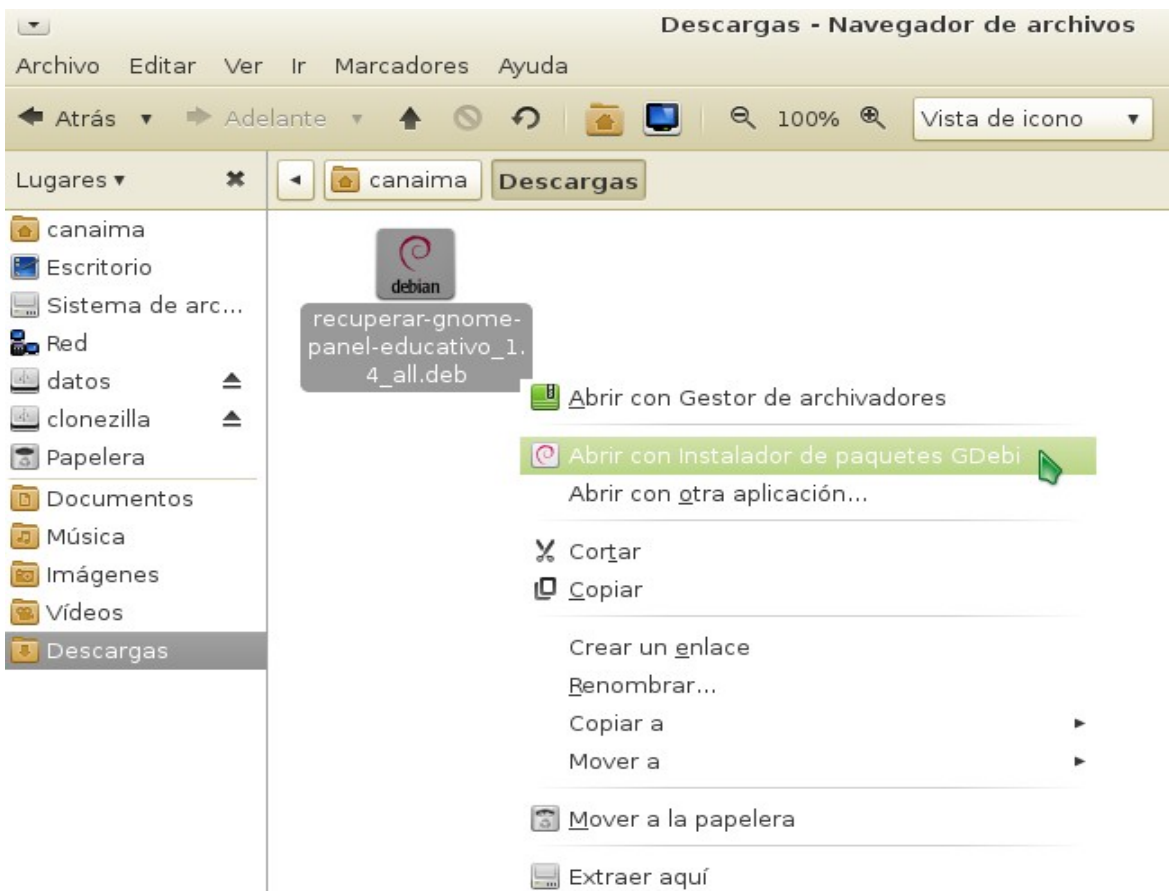 Descargas - Navegador de archivos
Archivo Editar Ver Ir Marcadores Ayuda
Atrás Adelante 100% Vista de icono
Lugares canaima Descargas
canaima
Escritorio
Sistema de arc...
Red
datos
clonezilla
Papelera
Documentos
Música
Imágenes
Vídeos
Descargas
debian
recuperar-gnome-
panel-educativo_1.
4_all.deb
Abrir con Gestor de archivadores
Abrir con Instalador de paquetes GDebi
Abrir con otra aplicación...
Cortar
Copiar
Crear un enlace
Renombrar...
Copiar a
Mover a
Mover a la papelera
Extraer aquí